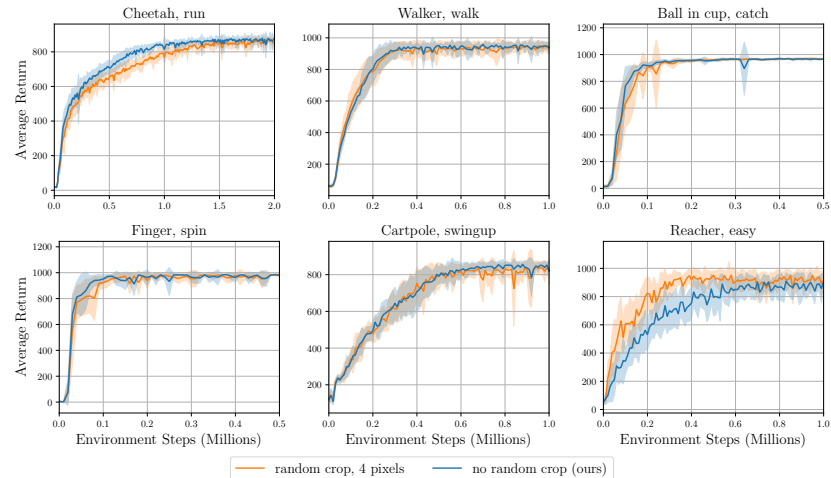 Cheetah, run
Walker, walk
Ball in cup, catch
Average Return
800
600
400
200
0
0.0 0.5 1.0 1.5 2.0
1000
800
600
400
200
0.0 0.2 0.4 0.6 0.8 1.0
1200
1000
800
600
400
200
0
0.0 0.1 0.2 0.3 0.4 0.5
Finger, spin
Cartpole, swingup
Reacher, easy
Average Return
1200
1000
800
600
400
200
0
0.0 0.1 0.2 0.3 0.4 0.5
Environment Steps (Millions)
800
600
400
200
0.0 0.2 0.4 0.6 0.8 1.0
Environment Steps (Millions)
1000
800
600
400
200
0
0.0 0.2 0.4 0.6 0.8 1.0
Environment Steps (Millions)
random crop, 4 pixels
no random crop (ours)